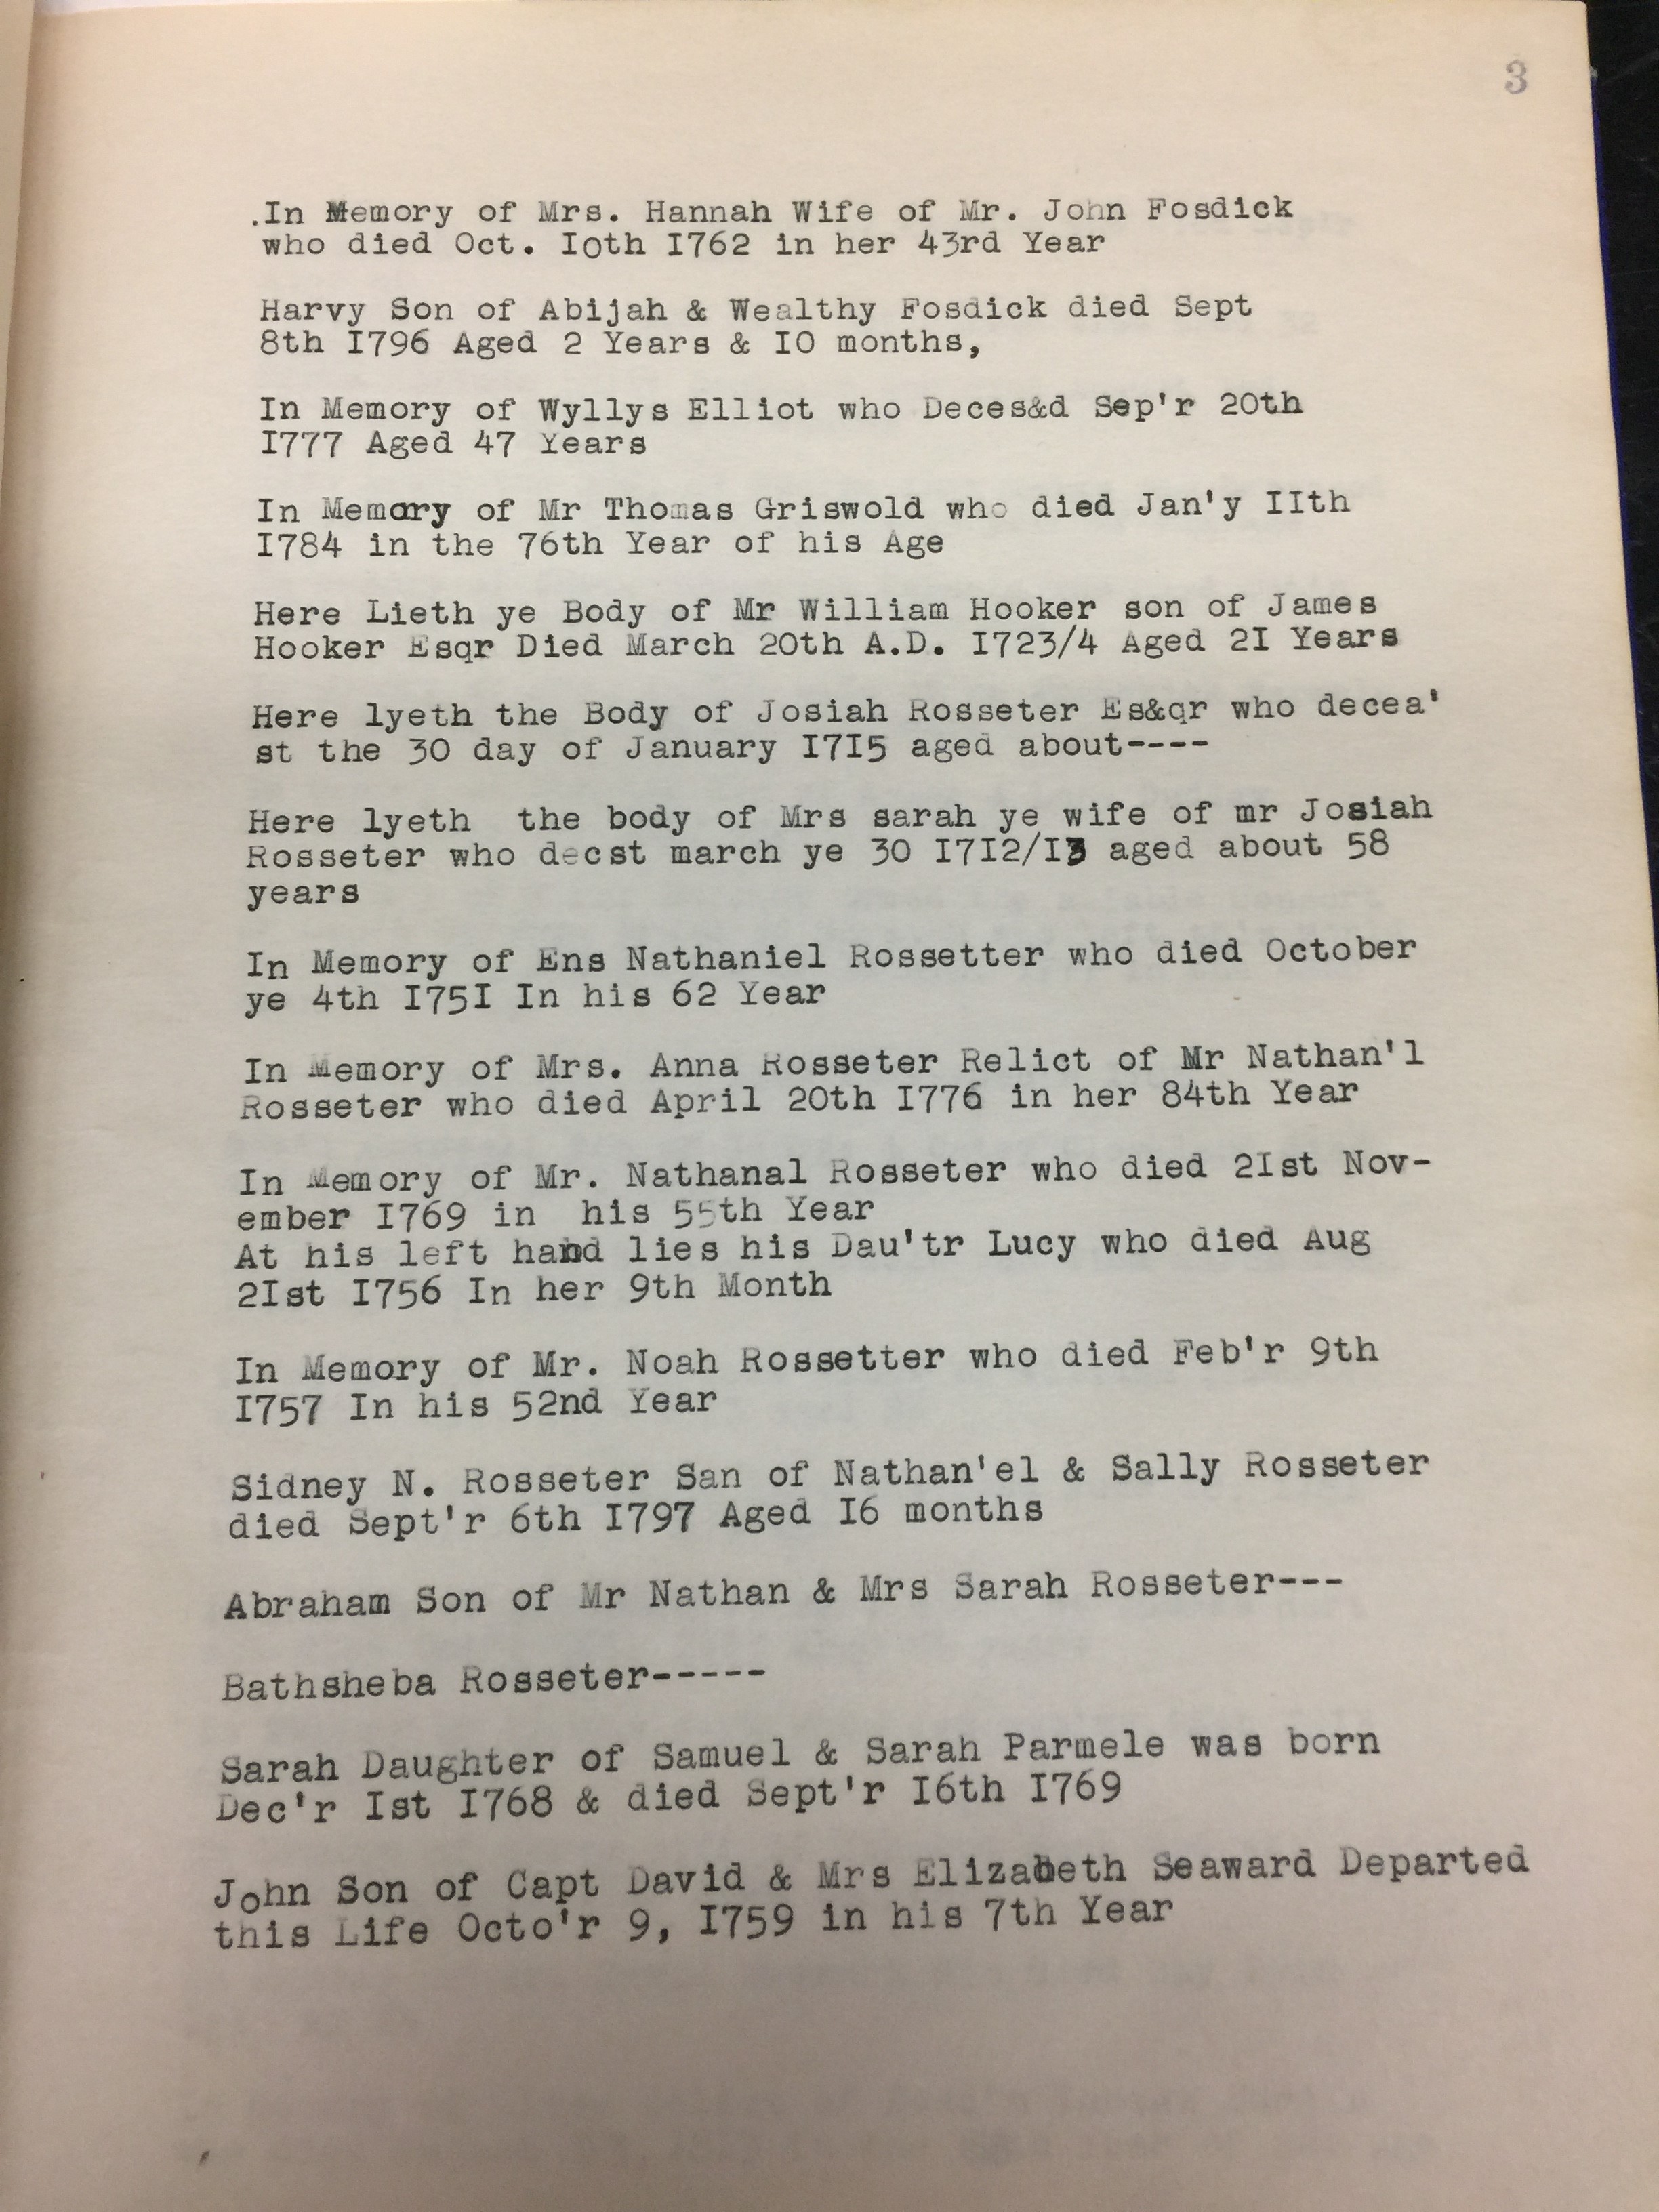 3
.In Memory of Mrs. Hannah Wife of Mr. John Fosdick
who died Oct. I0th I762 in her 43rd Year
Harvy Son of Abijah & Wealthy Fosdick died Sept
8th I796 Aged 2 Years & I0 months,
In Memory of Wyllys Elliot who Deces&d Sep'r 20th
I777 Aged 47 Years
In Memory of Mr Thomas Griswold who died Jan'y IIth
I784 in the 76th Year of his Age
Here Lieth ye Body of Mr William Hooker son of James
Hooker Esqr Died March 20th A.D. I723/4 Aged 2I Years
Here lyeth the Body of Josiah Rosseter Es&qr who decea'
st the 30 day of January I7I5 aged about----
Here lyeth the body of Mrs sarah ye wife of mr Josiah
Rosseter who decst march ye 30 I7I2/I3 aged about 58
years
In Memory of Ens Nathaniel Rossetter who died October
ye 4th I75I In his 62 Year
In Memory of Mrs. Anna Rosseter Relict of Mr Nathan'l
Rosseter who died April 20th I776 in her 84th Year
In Memory of Mr. Nathanal Rosseter who died 2Ist Nov-
ember I769 in his 55th Year
At his left hand lies his Dau'tr Lucy who died Aug
2Ist I756 In her 9th Month
In Memory of Mr. Noah Rossetter who died Feb'r 9th
I757 In his 52nd Year
Sidney N. Rosseter San of Nathan'el & Sally Rosseter
died Sept'r 6th I797 Aged I6 months
Abraham Son of Mr Nathan & Mrs Sarah Rosseter---
Bathsheba Rosseter-----
Sarah Daughter of Samuel & Sarah Parmele was born
Dec'r Ist I768 & died Sept'r I6th I769
John Son of Capt David & Mrs Elizabeth Seaward Departed
this Life Octo'r 9, I759 in his 7th Year